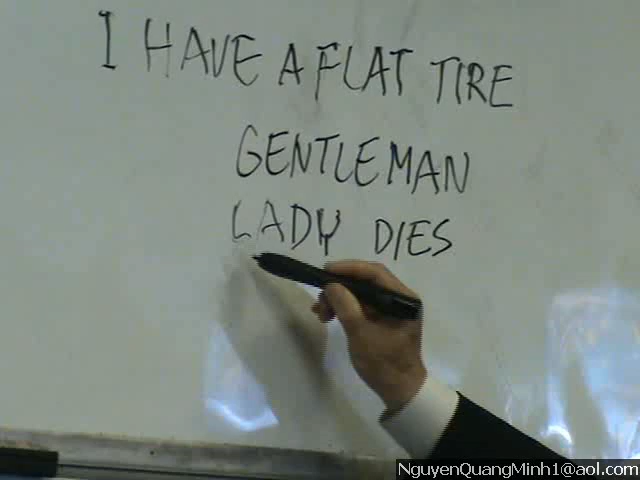 I HAVE A FLAT TIRE
GENTLEMAN
LADY DIES
NguyenQuangMinh1@aol.com